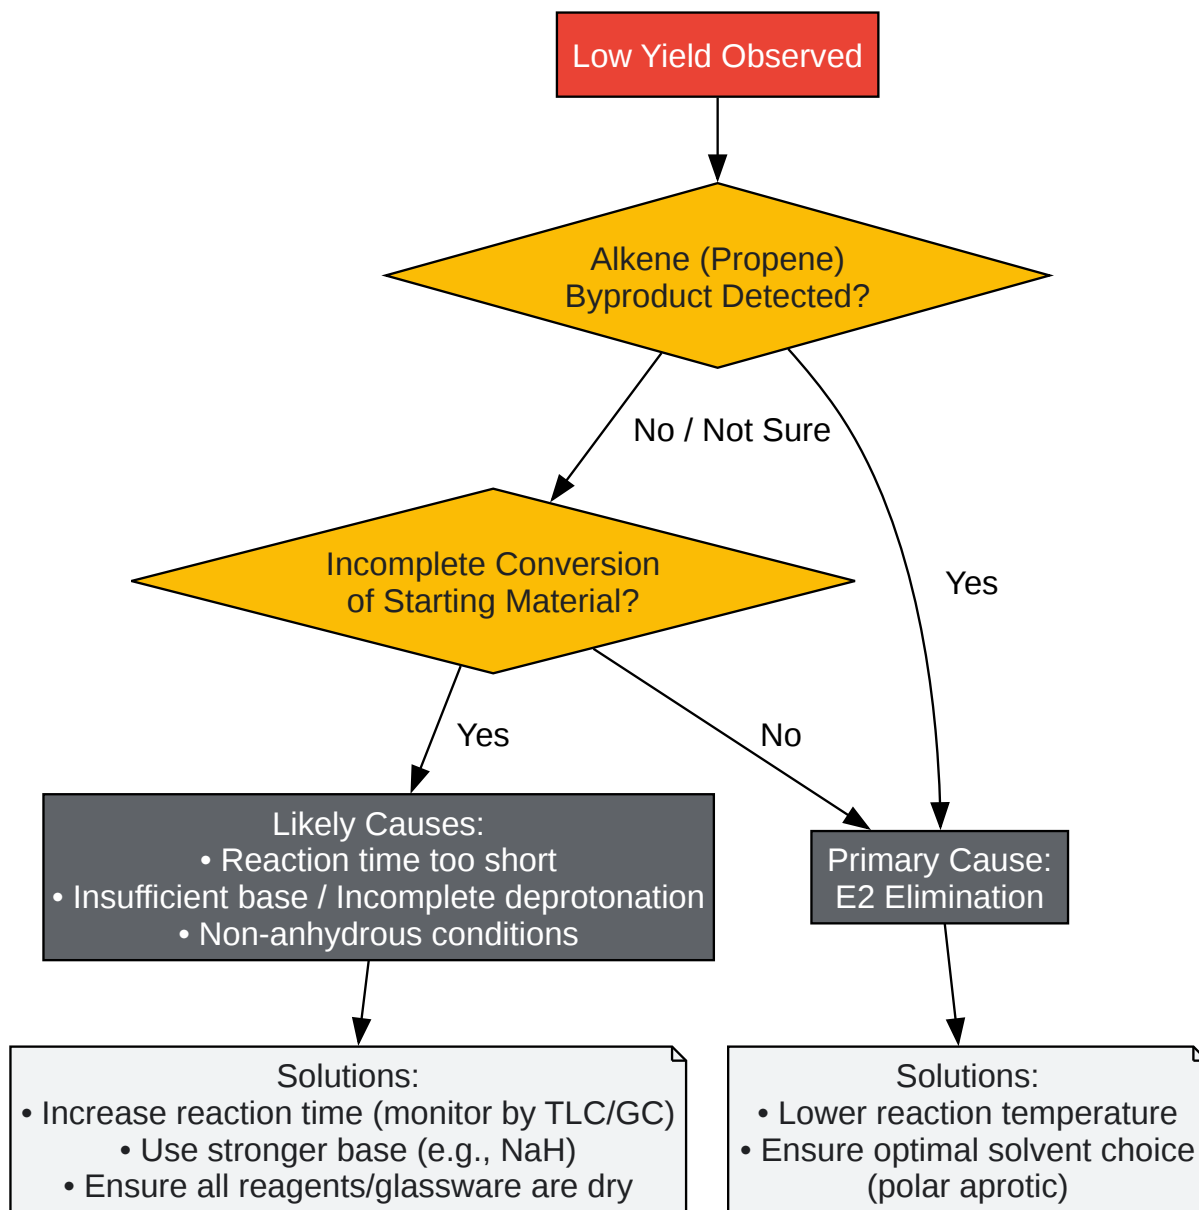 Low Yield Observed
Alkene (Propene)
Byproduct Detected?
No / Not Sure
Yes
Incomplete Conversion
of Starting Material?
Yes
No
Likely Causes:
• Reaction time too short
• Insufficient base / Incomplete deprotonation
• Non-anhydrous conditions
Primary Cause:
E2 Elimination
Solutions:
• Increase reaction time (monitor by TLC/GC)
• Use stronger base (e.g., NaH)
• Ensure all reagents/glassware are dry
Solutions:
• Lower reaction temperature
• Ensure optimal solvent choice
(polar aprotic)